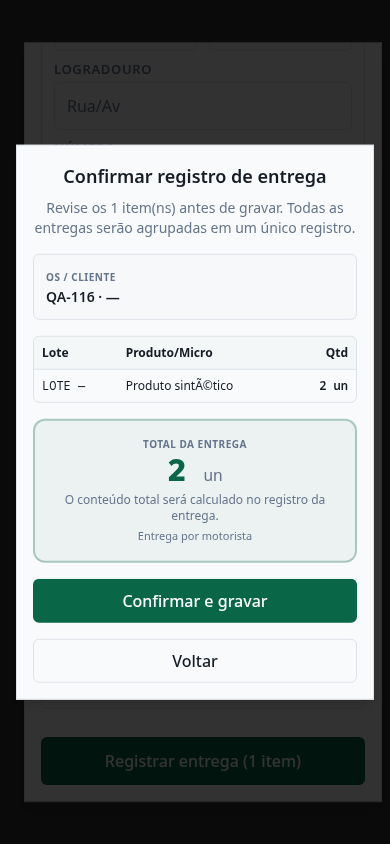 LOGRADOURO
Rua/Av
Confirmar registro de entrega
Revise os 1 item(ns) antes de gravar. Todas as
entregas serão agrupadas em um único registro.
OS / CLIENTE
QA-116 · —
Lote Produto/Micro Qtd
LOTE — Produto sintÃ©tico 2 un
TOTAL DA ENTREGA
2 un
O conteúdo total será calculado no registro da
entrega.
Entrega por motorista
Confirmar e gravar
Voltar
Registrar entrega (1 item)